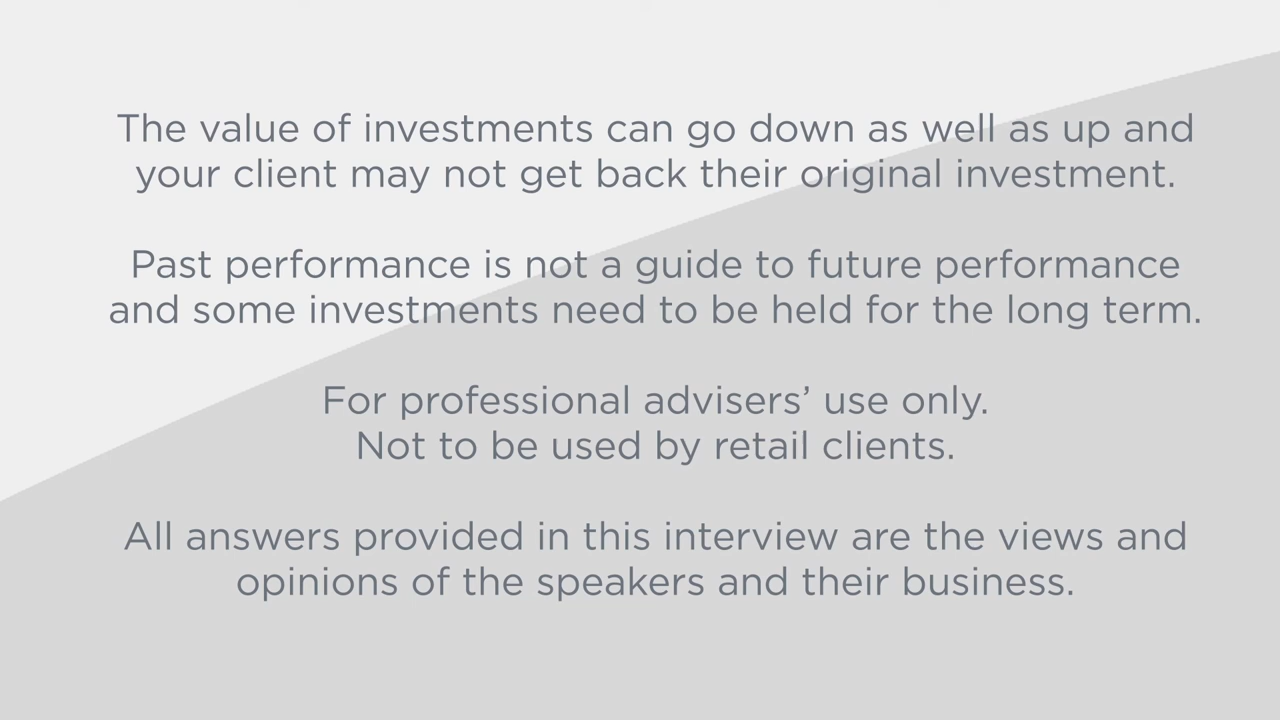 The value of investments can go down as well as up and
your client may not get back their original investment.
Past performance is not a guide to future performance
and some investments need to be held for the long term.
For professional advisers’ use only.
Not to be used by retail clients.
All answers provided in this interview are the views and
opinions of the speakers and their business.